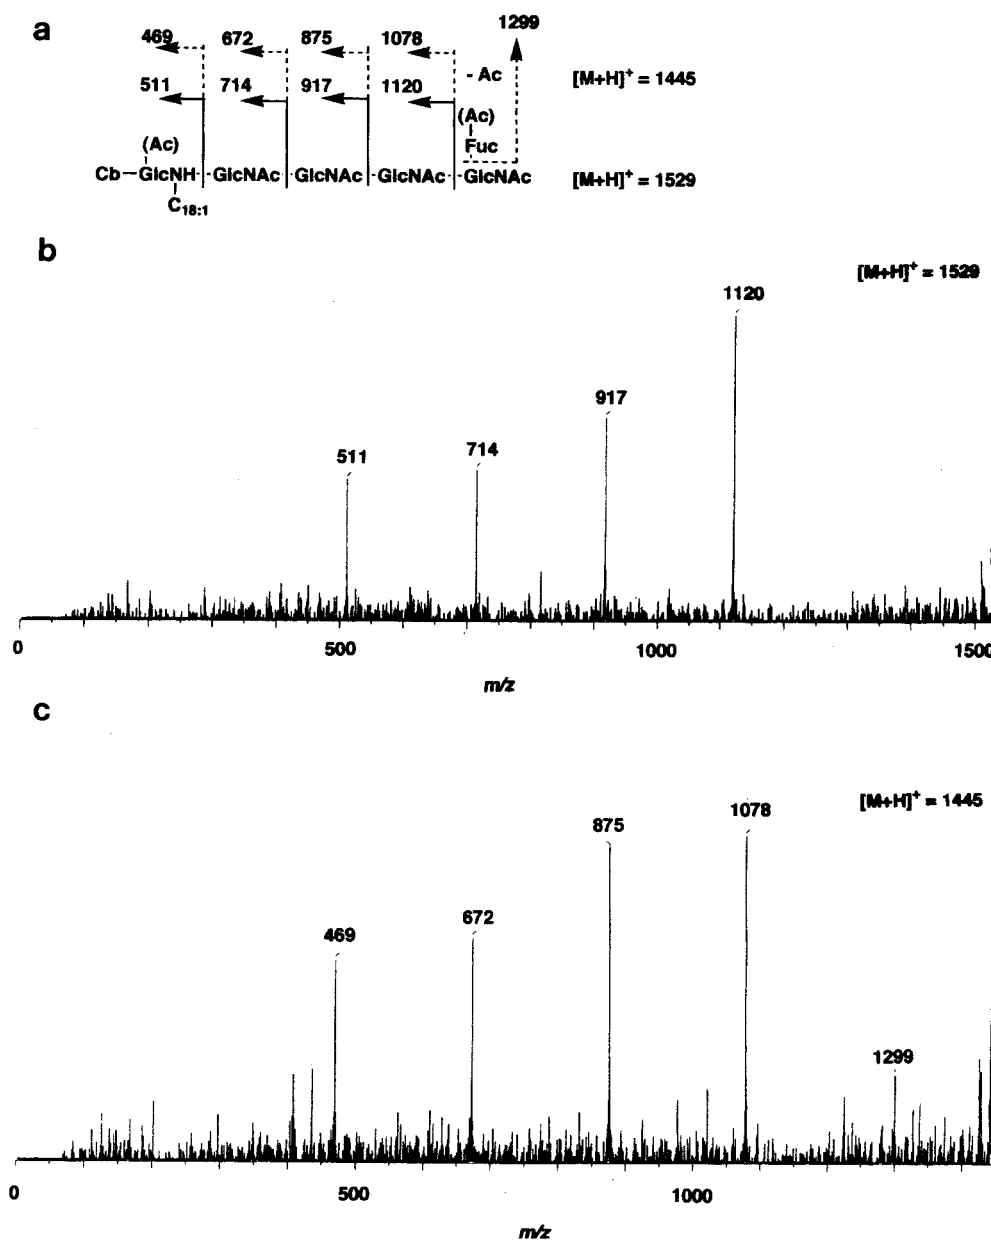 a
1299
469 672 875 1078
- Ac
[M+H]+ = 1445
511 714 917 1120
(Ac)
(Ac) Fuc
Cb—GlcNH—GlcNAc—GlcNAc—GlcNAc—GlcNAc
[M+H]+ = 1529
C18:1
b
[M+H]+ = 1529
1120
917
714
511
0 500 1000 1500
m/z
c
[M+H]+ = 1445
1078
875
672
469
1299
0 500 1000
m/z